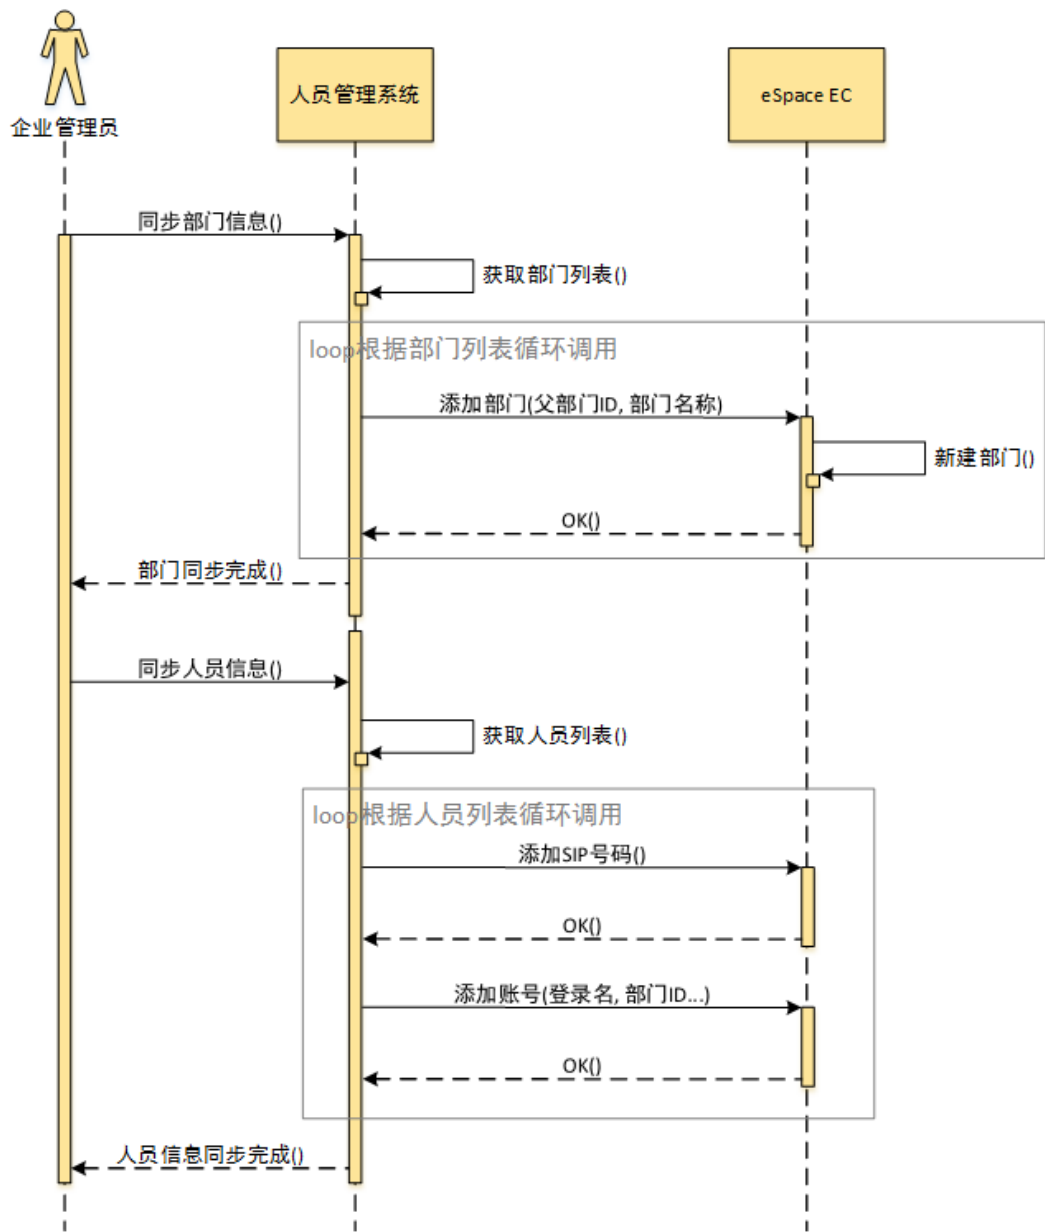 企业管理员
人员管理系统
eSpace EC
同步部门信息()
获取部门列表()
loop根据部门列表循环调用
添加部门(父部门ID, 部门名称)
新建部门()
OK()
部门同步完成()
同步人员信息()
获取人员列表()
loop根据人员列表循环调用
添加SIP号码()
OK()
添加账号(登录名, 部门ID...)
OK()
人员信息同步完成()